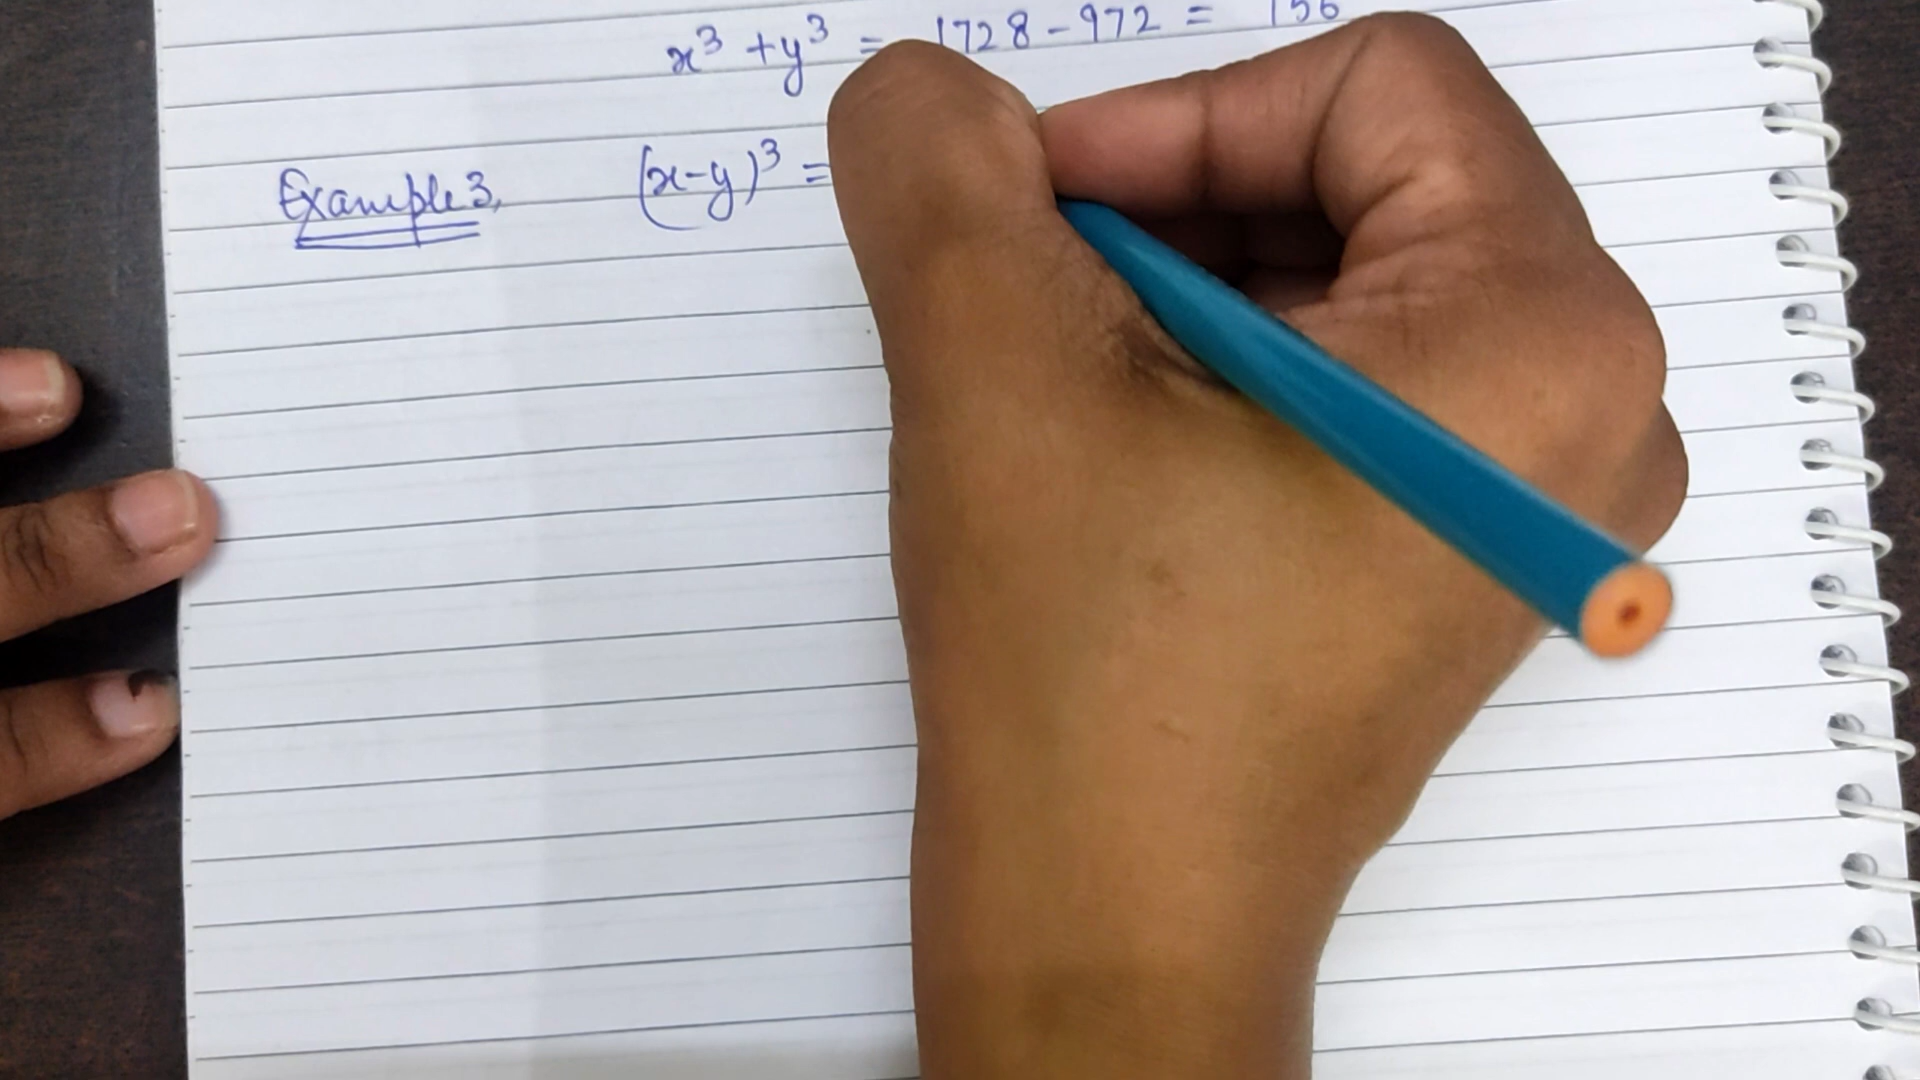 x³ + y³ = 1728 - 972 = 756
Example 3, (x-y)³ =